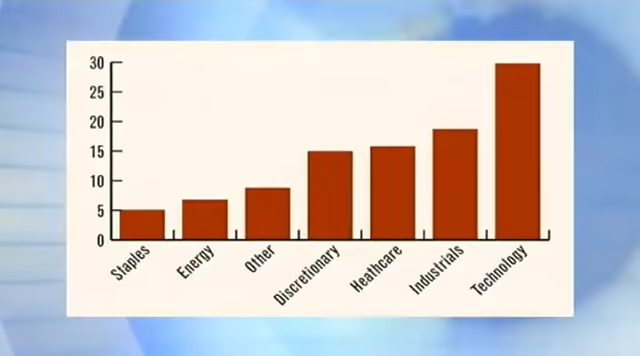 30
25
20
15
10
5
0
Staples
Energy
Other
Discretionary
Heathcare
Industrials
Technology